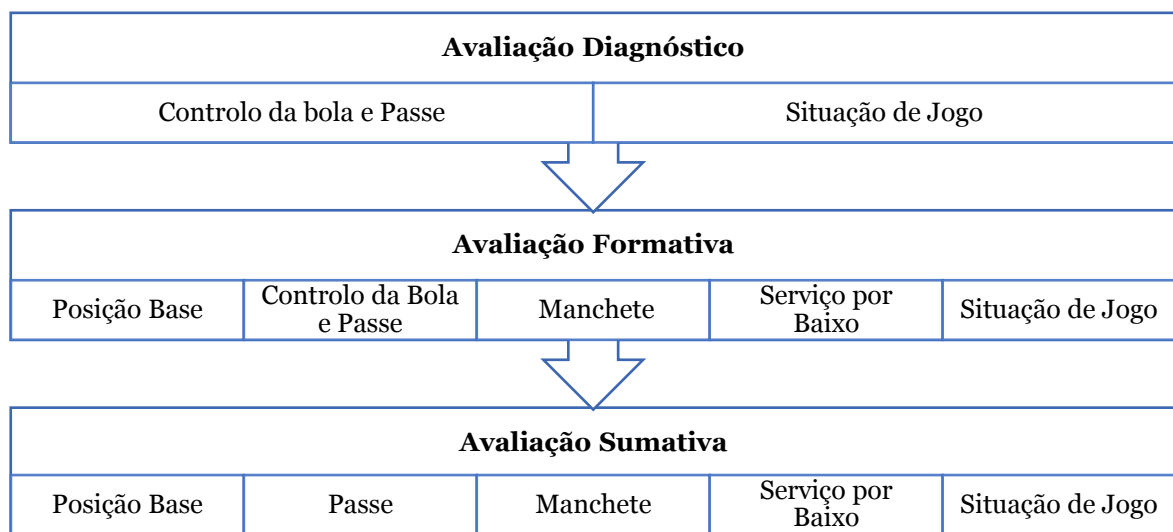 Avaliação Diagnóstico
Controlo da bola e Passe
Situação de Jogo
Avaliação Formativa
Posição Base
Controlo da Bola
e Passe
Manchete
Serviço por
Baixo
Situação de Jogo
Avaliação Sumativa
Posição Base
Passe
Manchete
Serviço por
Baixo
Situação de Jogo